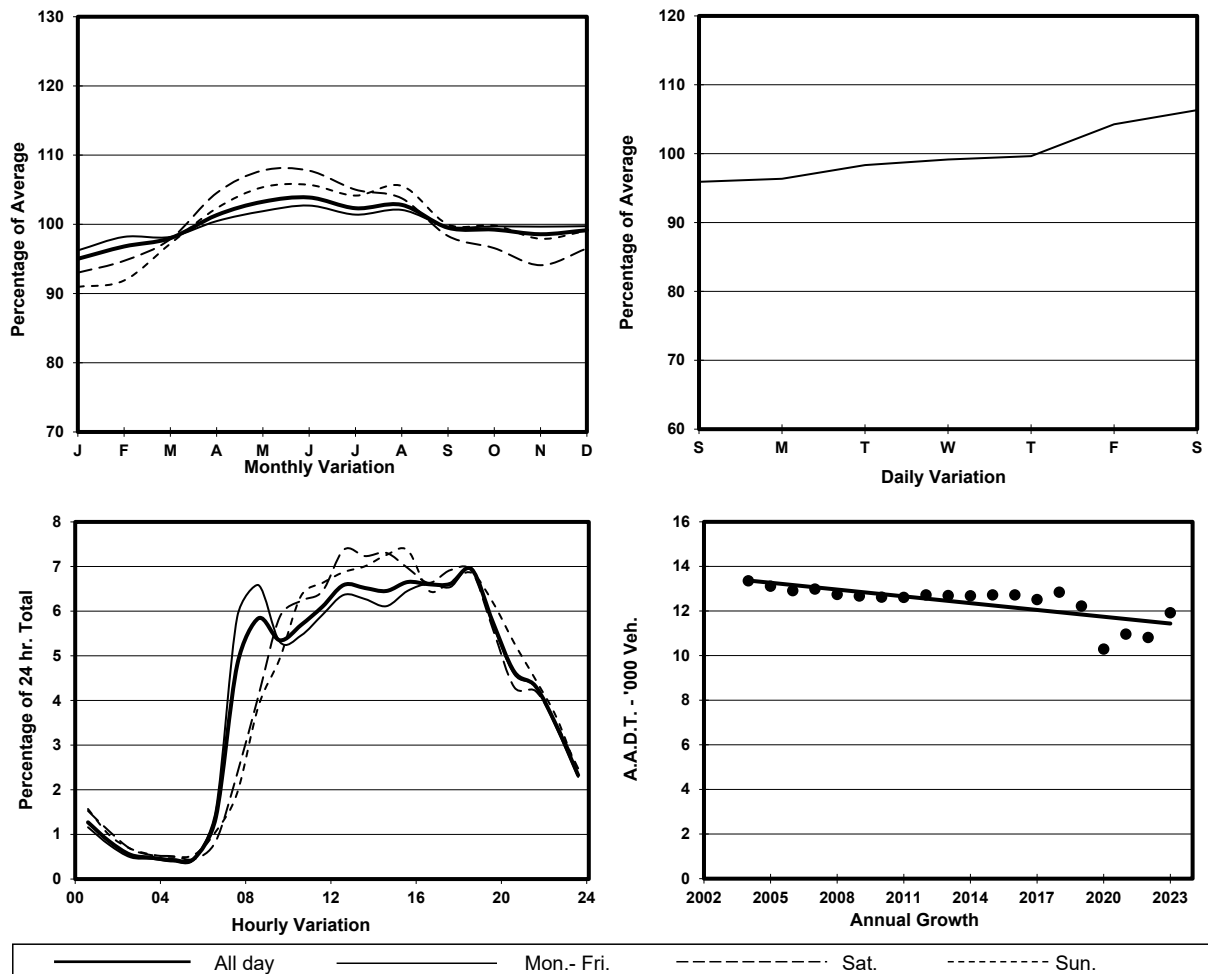 130
120
110
100
90
80
70
Percentage of Average
J F M A M J J A S O N D
Monthly Variation
120
110
100
90
80
70
60
Percentage of Average
S M T W T F S
Daily Variation
8
7
6
5
4
3
2
1
0
Percentage of 24 hr. Total
00 04 08 12 16 20 24
Hourly Variation
16
14
12
10
8
6
4
2
0
A.A.D.T. - '000 Veh.
2002 2005 2008 2011 2014 2017 2020 2023
Annual Growth
All day Mon.- Fri. Sat. Sun.